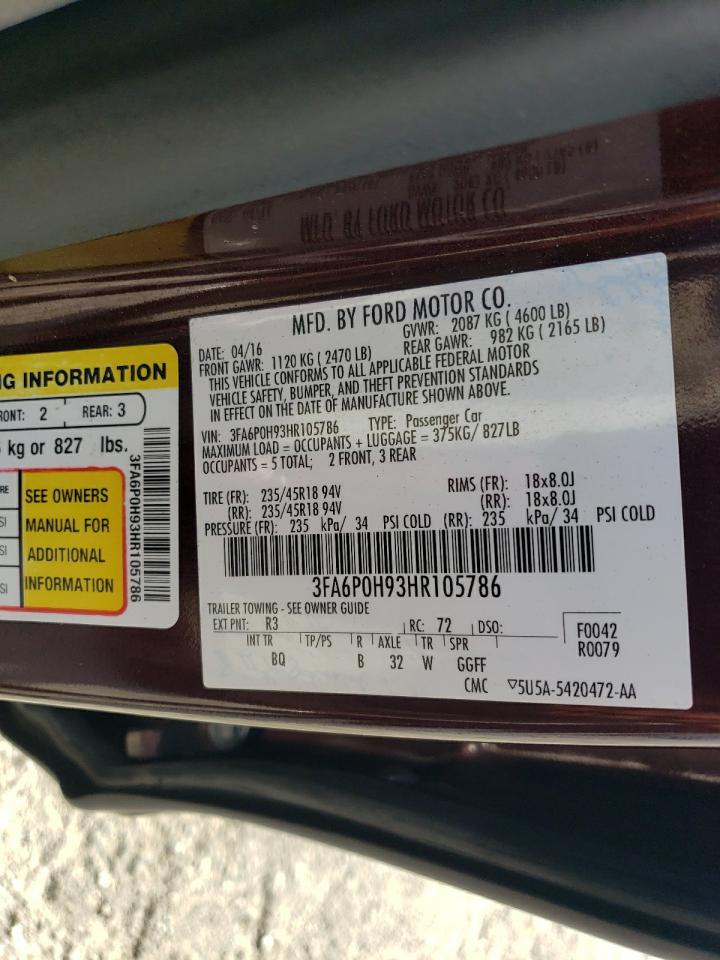 MFD. BY FORD MOTOR CO.
DATE: 04/16 GVWR: 2087 KG ( 4600 LB)
FRONT GAWR: 1120 KG ( 2470 LB) REAR GAWR: 982 KG ( 2165 LB)
THIS VEHICLE CONFORMS TO ALL APPLICABLE FEDERAL MOTOR
VEHICLE SAFETY, BUMPER, AND THEFT PREVENTION STANDARDS
IN EFFECT ON THE DATE OF MANUFACTURE SHOWN ABOVE.
VIN: 3FA6P0H93HR105786 TYPE: Passenger Car
MAXIMUM LOAD = OCCUPANTS + LUGGAGE = 375KG/ 827LB
OCCUPANTS = 5 TOTAL; 2 FRONT, 3 REAR
TIRE (FR): 235/45R18 94V RIMS (FR): 18x8.0J
(RR): 235/45R18 94V (RR): 18x8.0J
PRESSURE (FR): 235 kPa/ 34 PSI COLD (RR): 235 kPa/ 34 PSI COLD
3FA6P0H93HR105786
TRAILER TOWING - SEE OWNER GUIDE
EXT PNT: R3 RC: 72 DSO: F0042
INT TR TP/PS R AXLE TR SPR R0079
BQ B 32 W GGFF
CMC 5U5A-5420472-AA
INFORMATION
FRONT: 2 REAR: 3
kg or 827 lbs.
SEE OWNERS
MANUAL FOR
ADDITIONAL
INFORMATION
3FA6P0H93HR105786